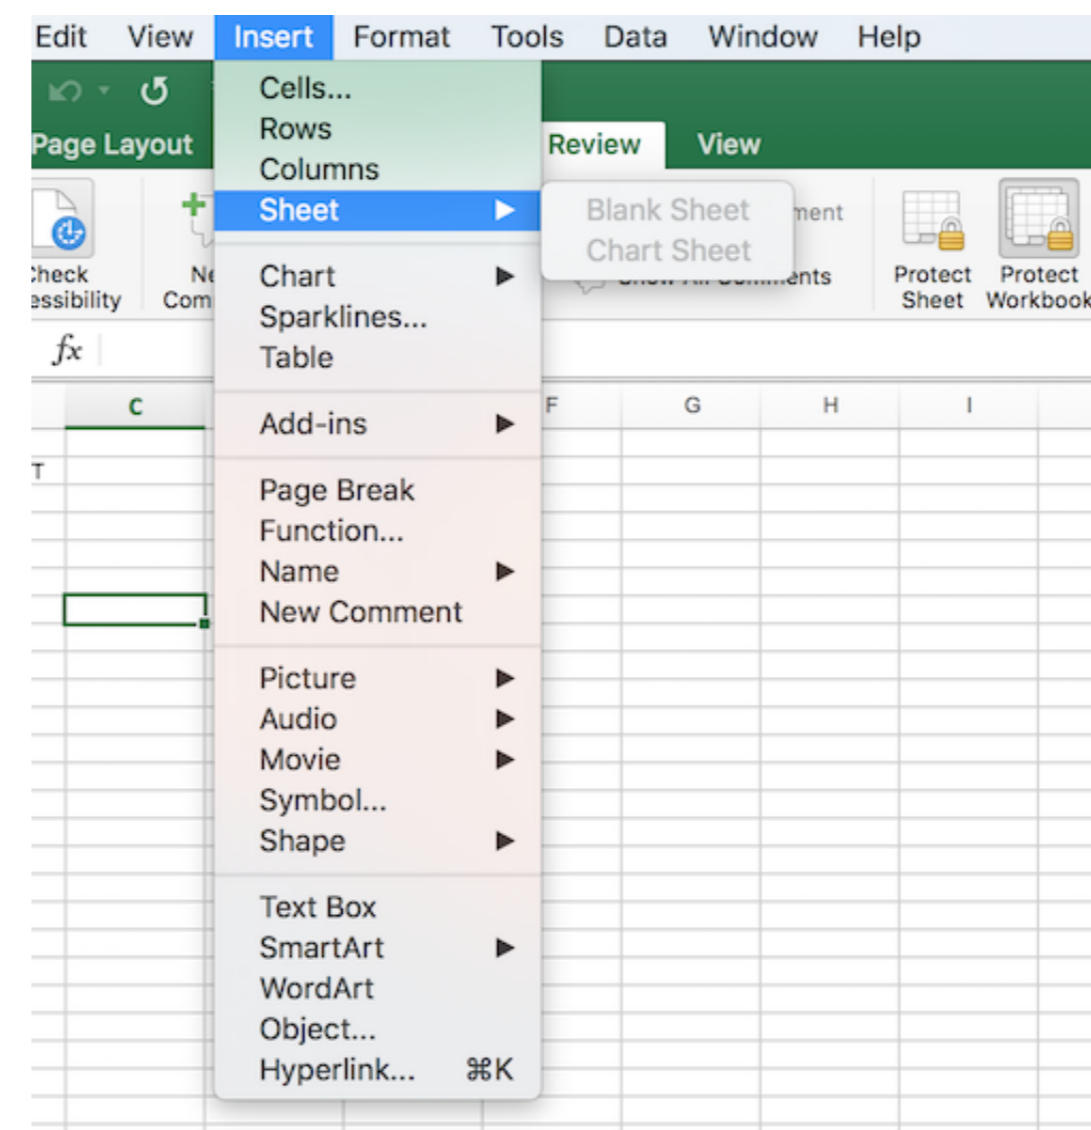 Edit View Insert Format Tools Data Window Help
Page Layout Review View
Cells...
Rows
Columns
Sheet
Blank Sheet
Chart Sheet
Protect Sheet
Protect Workbook
fx
Chart
Sparklines...
Table
C F G H I
T
Add-ins
Page Break
Function...
Name
New Comment
Picture
Audio
Movie
Symbol...
Shape
Text Box
SmartArt
WordArt
Object...
Hyperlink... ⌘K